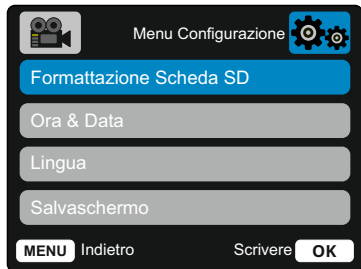 Menu Configurazione
Formattazione Scheda SD
Ora & Data
Lingua
Salvaschermo
MENU Indietro Scrivere OK